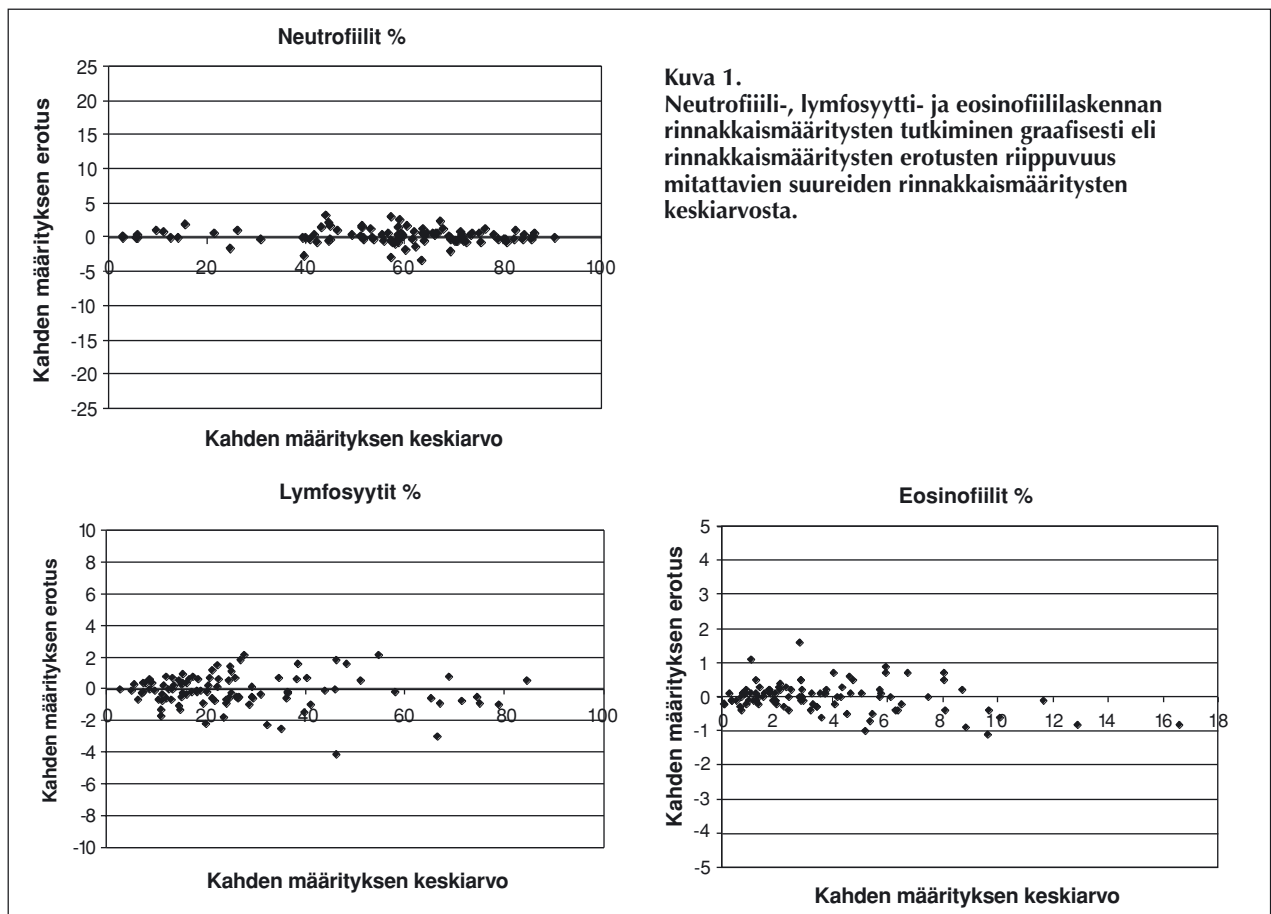 Neutrofiilit %
25
20
15
10
5
0
-5
-10
-15
-20
-25
0 20 40 60 80 100
Kahden määrityksen erotus
Kahden määrityksen keskiarvo
Kuva 1.
Neutrofiiili-, lymfosyytti- ja eosinofiililaskennan
rinnakkaismääritysten tutkiminen graafisesti eli
rinnakkaismääritysten erotusten riippuvuus
mitattavien suureiden rinnakkaismääritysten
keskiarvosta.
Lymfosyytit %
10
8
6
4
2
0
-2
-4
-6
-8
-10
0 20 40 60 80 100
Kahden määrityksen erotus
Kahden määrityksen keskiarvo
Eosinofiilit %
5
4
3
2
1
0
-1
-2
-3
-4
-5
0 2 4 6 8 10 12 14 16 18
Kahden määrityksen erotus
Kahden määrityksen keskiarvo